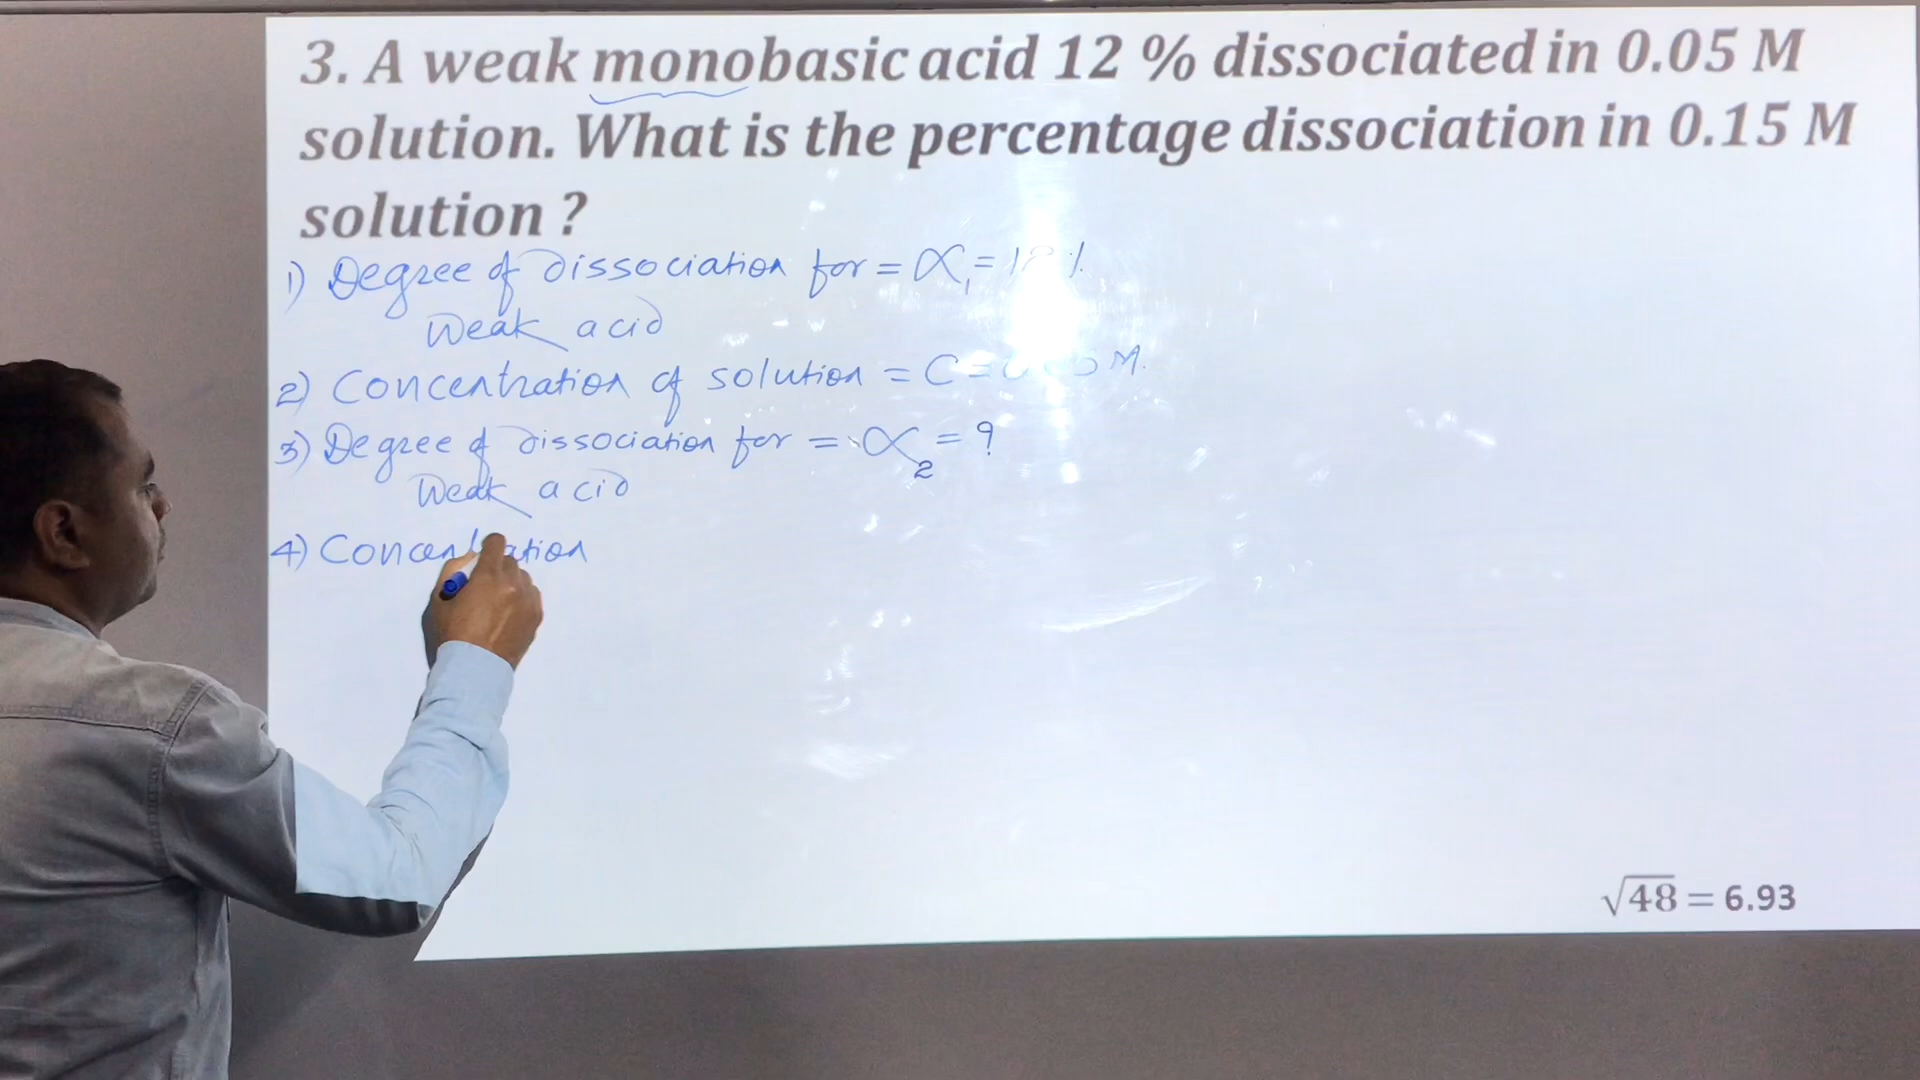 3. A weak monobasic acid 12 % dissociated in 0.05 M
solution. What is the percentage dissociation in 0.15 M
solution ?
1) Degree of dissociation for = α₁ = 12 %
Weak acid
2) Concentration of solution = C = M.
3) Degree of dissociation for = α₂ = ?
Weak acid
4) Concentration
√48 = 6.93